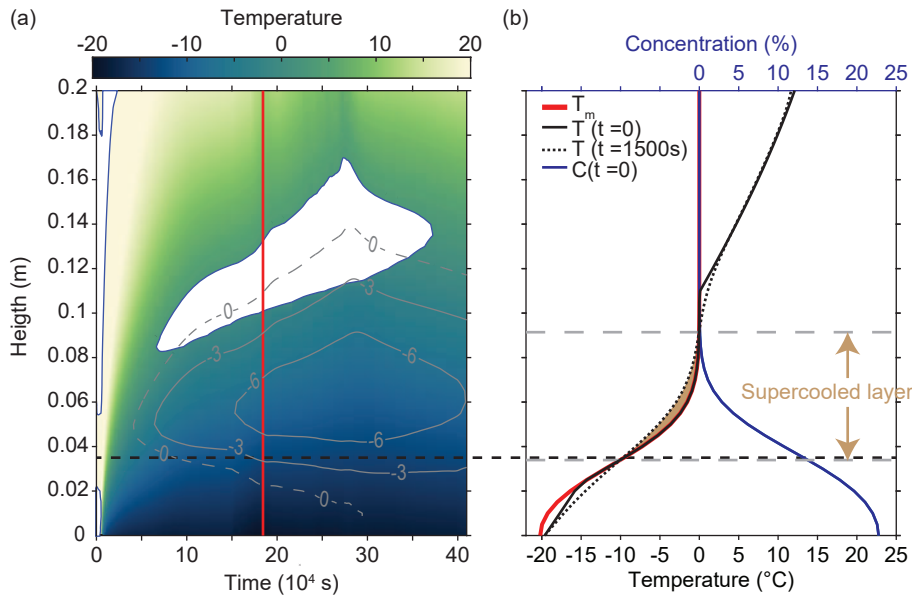 (a)
Temperature
-20 -10 0 10 20
0.2
0.18
0.16
0.14
0.12
0.1
0.08
0.06
0.04
0.02
0
Heigth (m)
0
0
-3
-3
-6
-6
-6
-3
-3
0
0
0 10 20 30 40
Time (10⁴ s)
(b)
Concentration (%)
0 5 10 15 20
Tm
T (t =0)
T (t =1500s)
C(t =0)
Supercooled layer
-20 -15 -10 -5 0 5 10 15 20 25
Temperature (°C)